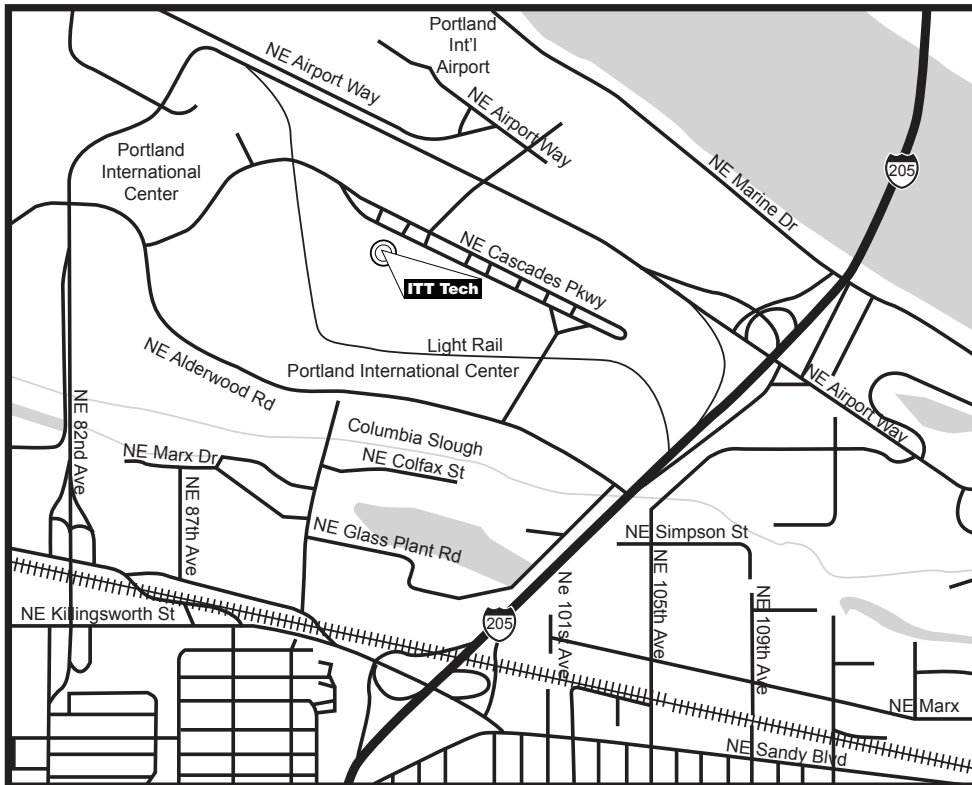 Portland
Int'l
Airport
NE Airport Way
NE Airport Way
Portland
International
Center
NE Marine Dr
205
NE Cascades Pkwy
ITT Tech
Light Rail
Portland International Center
NE Alderwood Rd
NE Airport Way
NE 82nd Ave
Columbia Slough
NE Marx Dr
NE Colfax St
NE 87th Ave
NE Glass Plant Rd
NE Simpson St
NE Killingsworth St
205
Ne 101s Ave
NE 105th Ave
NE 109th Ave
NE Marx
NE Sandy Blvd